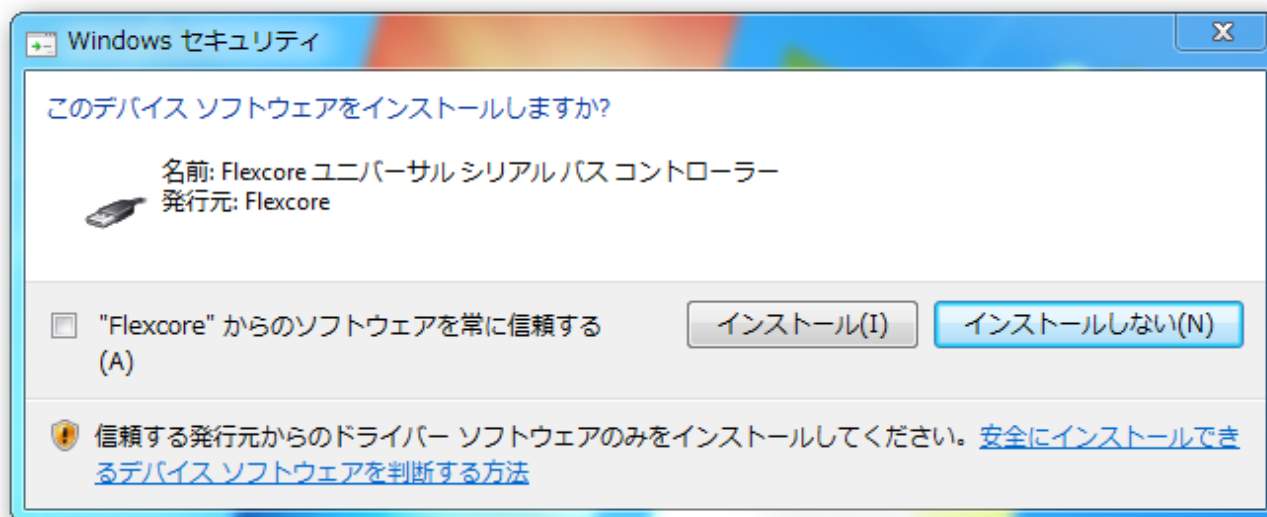 Windows セキュリティ
このデバイス ソフトウェアをインストールしますか?
名前: Flexcore ユニバーサル シリアル バス コントローラー
発行元: Flexcore
"Flexcore" からのソフトウェアを常に信頼する
(A)
インストール(I)
インストールしない(N)
信頼する発行元からのドライバー ソフトウェアのみをインストールしてください。安全にインストールでき
るデバイス ソフトウェアを判断する方法